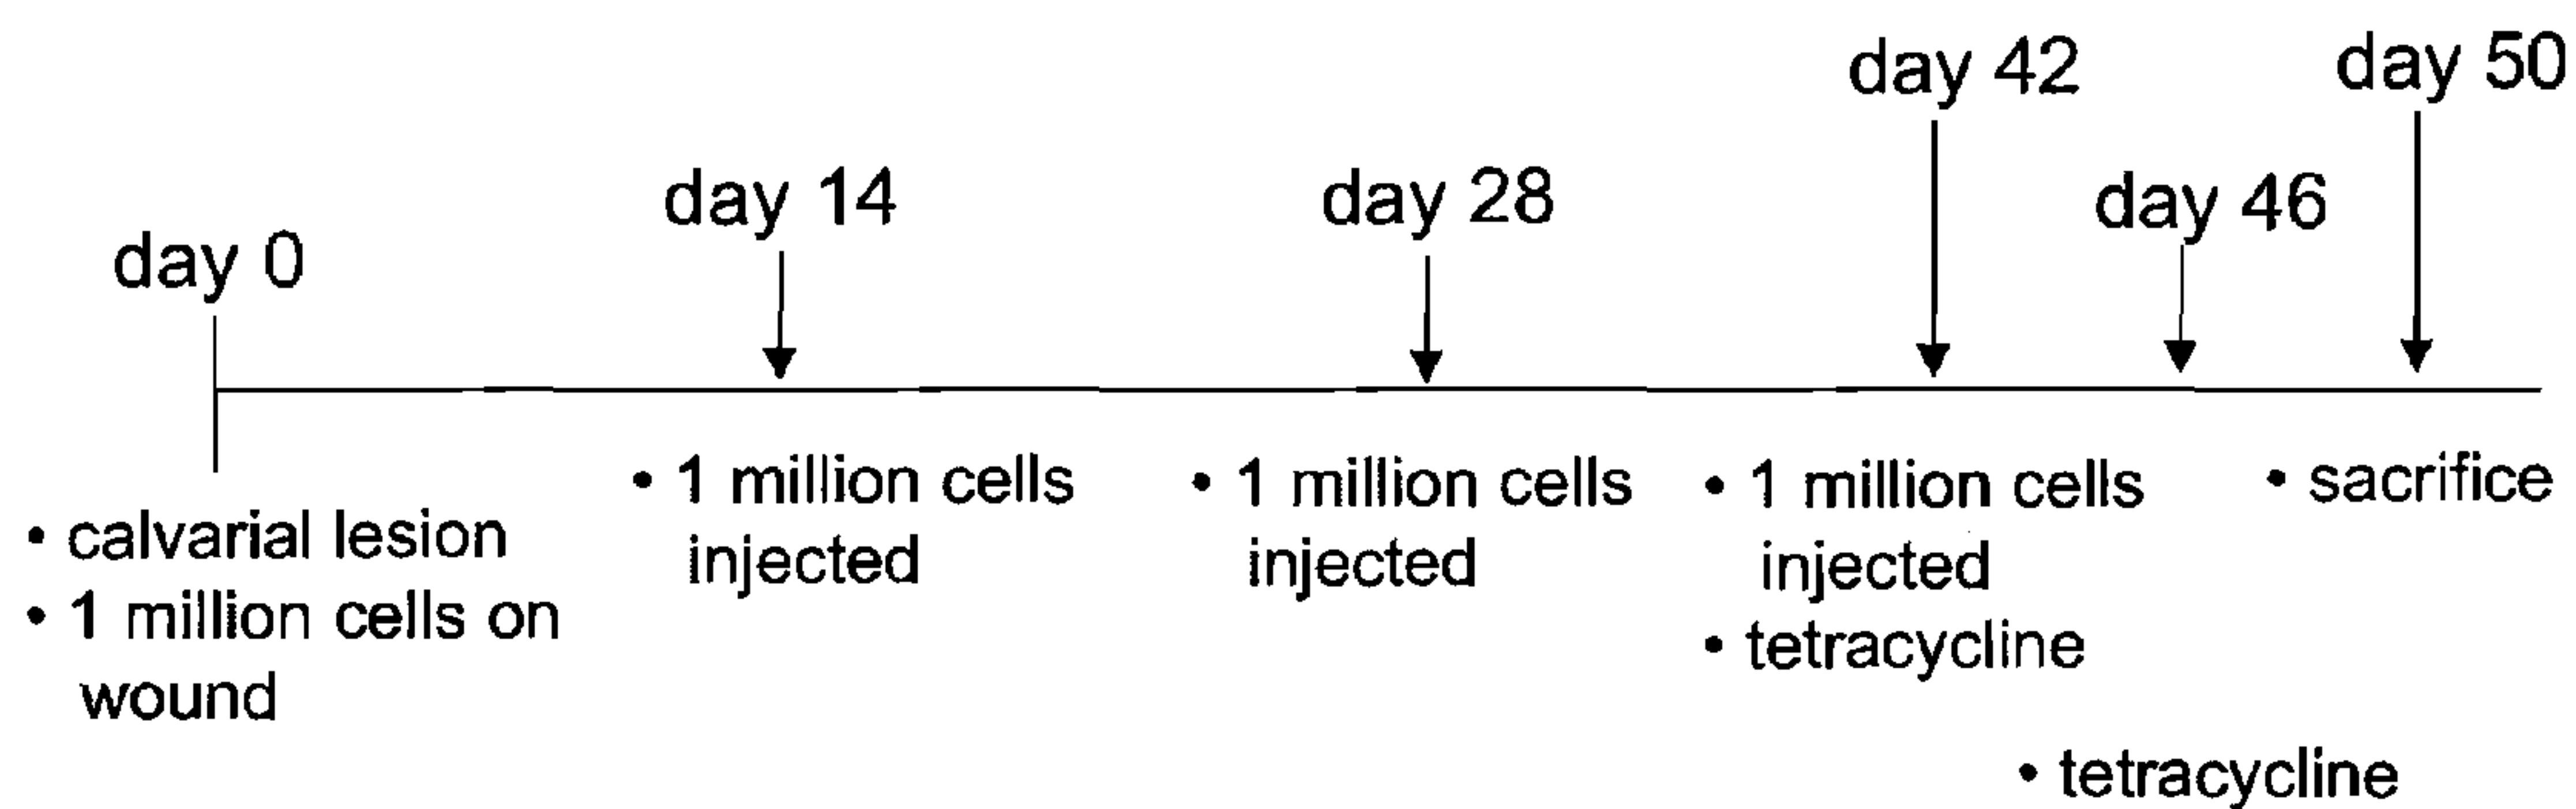 day 0
day 14
day 28
day 42
day 46
day 50
• calvarial lesion
• 1 million cells on
wound
• 1 million cells
injected
• 1 million cells
injected
• 1 million cells
injected
• tetracycline
• tetracycline
• sacrifice